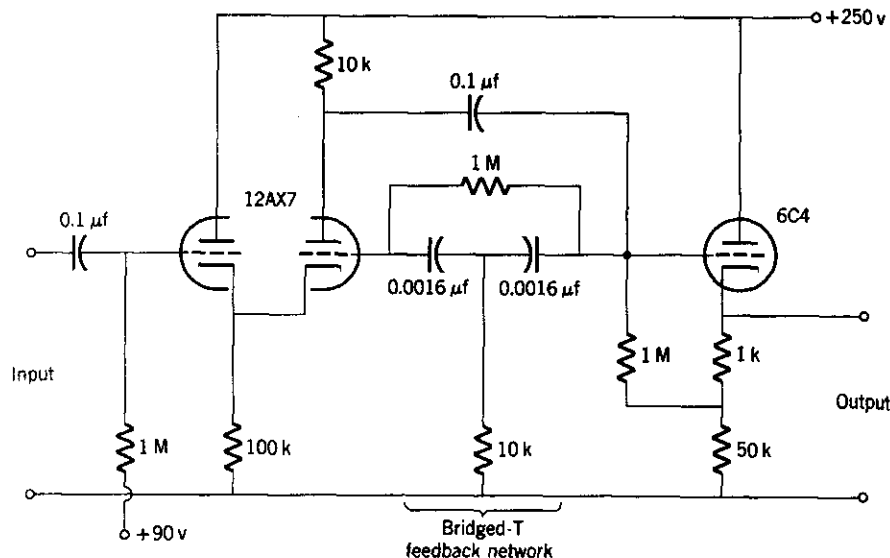 +250 v
10 k
0.1 μf
1 M
12AX7
6C4
0.1 μf
0.0016 μf
0.0016 μf
1 M
1 k
Input
Output
1 M
100 k
10 k
50 k
+90 v
Bridged-T
feedback network